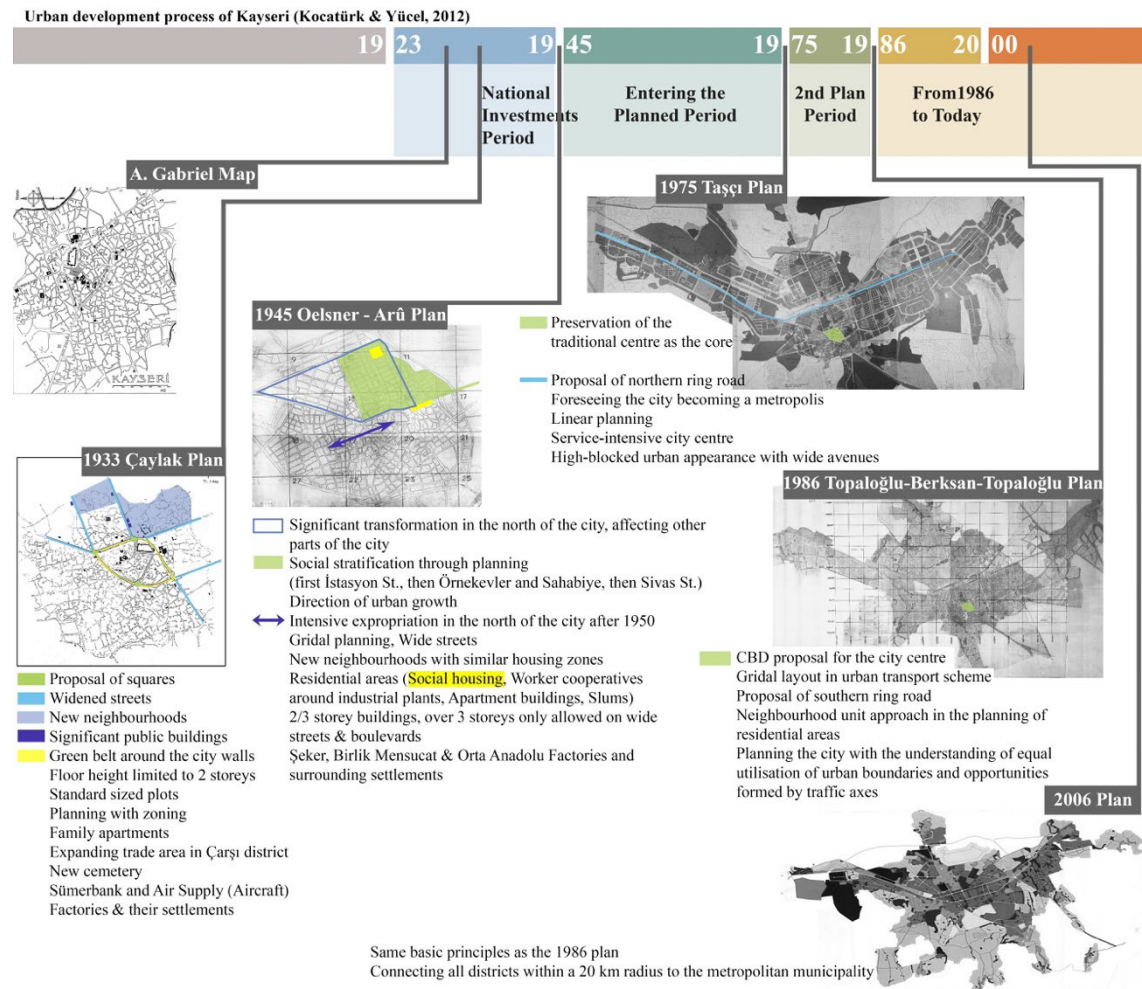 Urban development process of Kayseri (Kocatürk & Yücel, 2012)
19 23 19 45 19 75 19 86 20 00
National
Investments
Period
Entering the
Planned Period
2nd Plan
Period
From1986
to Today
A. Gabriel Map
KAYSERİ
1975 Taşçı Plan
Preservation of the
traditional centre as the core
Proposal of northern ring road
Foreseeing the city becoming a metropolis
Linear planning
Service-intensive city centre
High-blocked urban appearance with wide avenues
1945 Oelsner - Arû Plan
9
11
17
20
21
27
22
25
Significant transformation in the north of the city, affecting other
parts of the city
Social stratification through planning
(first İstasyon St., then Örnekevler and Sahabiye, then Sivas St.)
Direction of urban growth
Intensive expropriation in the north of the city after 1950
Gridal planning, Wide streets
New neighbourhoods with similar housing zones
Residential areas (Social housing, Worker cooperatives
around industrial plants, Apartment buildings, Slums)
2/3 storey buildings, over 3 storeys only allowed on wide
streets & boulevards
Şeker, Birlik Mensucat & Orta Anadolu Factories and
surrounding settlements
1933 Çaylak Plan
Proposal of squares
Widened streets
New neighbourhoods
Significant public buildings
Green belt around the city walls
Floor height limited to 2 storeys
Standard sized plots
Planning with zoning
Family apartments
Expanding trade area in Çarşı district
New cemetery
Sümerbank and Air Supply (Aircraft)
Factories & their settlements
1986 Topaloğlu-Berksan-Topaloğlu Plan
CBD proposal for the city centre
Gridal layout in urban transport scheme
Proposal of southern ring road
Neighbourhood unit approach in the planning of
residential areas
Planning the city with the understanding of equal
utilisation of urban boundaries and opportunities
formed by traffic axes
2006 Plan
Same basic principles as the 1986 plan
Connecting all districts within a 20 km radius to the metropolitan municipality